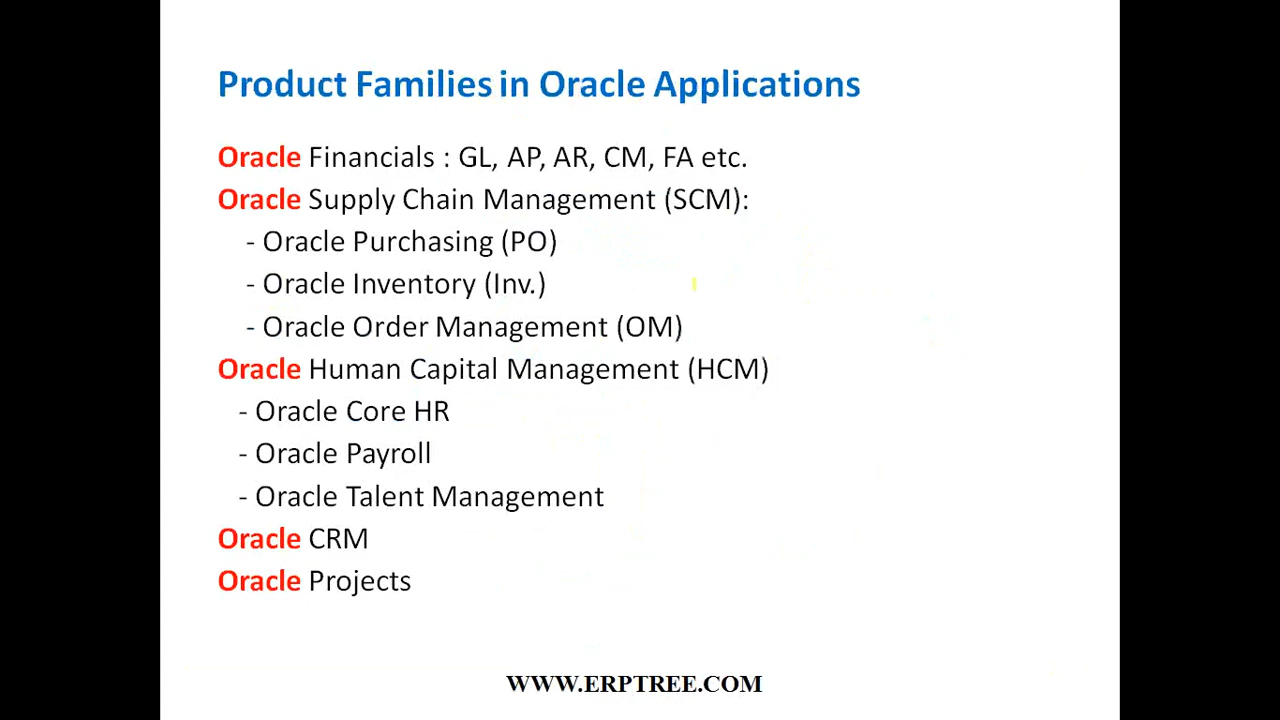 Product Families in Oracle Applications
Oracle Financials : GL, AP, AR, CM, FA etc.
Oracle Supply Chain Management (SCM):
- Oracle Purchasing (PO)
- Oracle Inventory (Inv.)
- Oracle Order Management (OM)
Oracle Human Capital Management (HCM)
- Oracle Core HR
- Oracle Payroll
- Oracle Talent Management
Oracle CRM
Oracle Projects
WWW.ERPTREE.COM